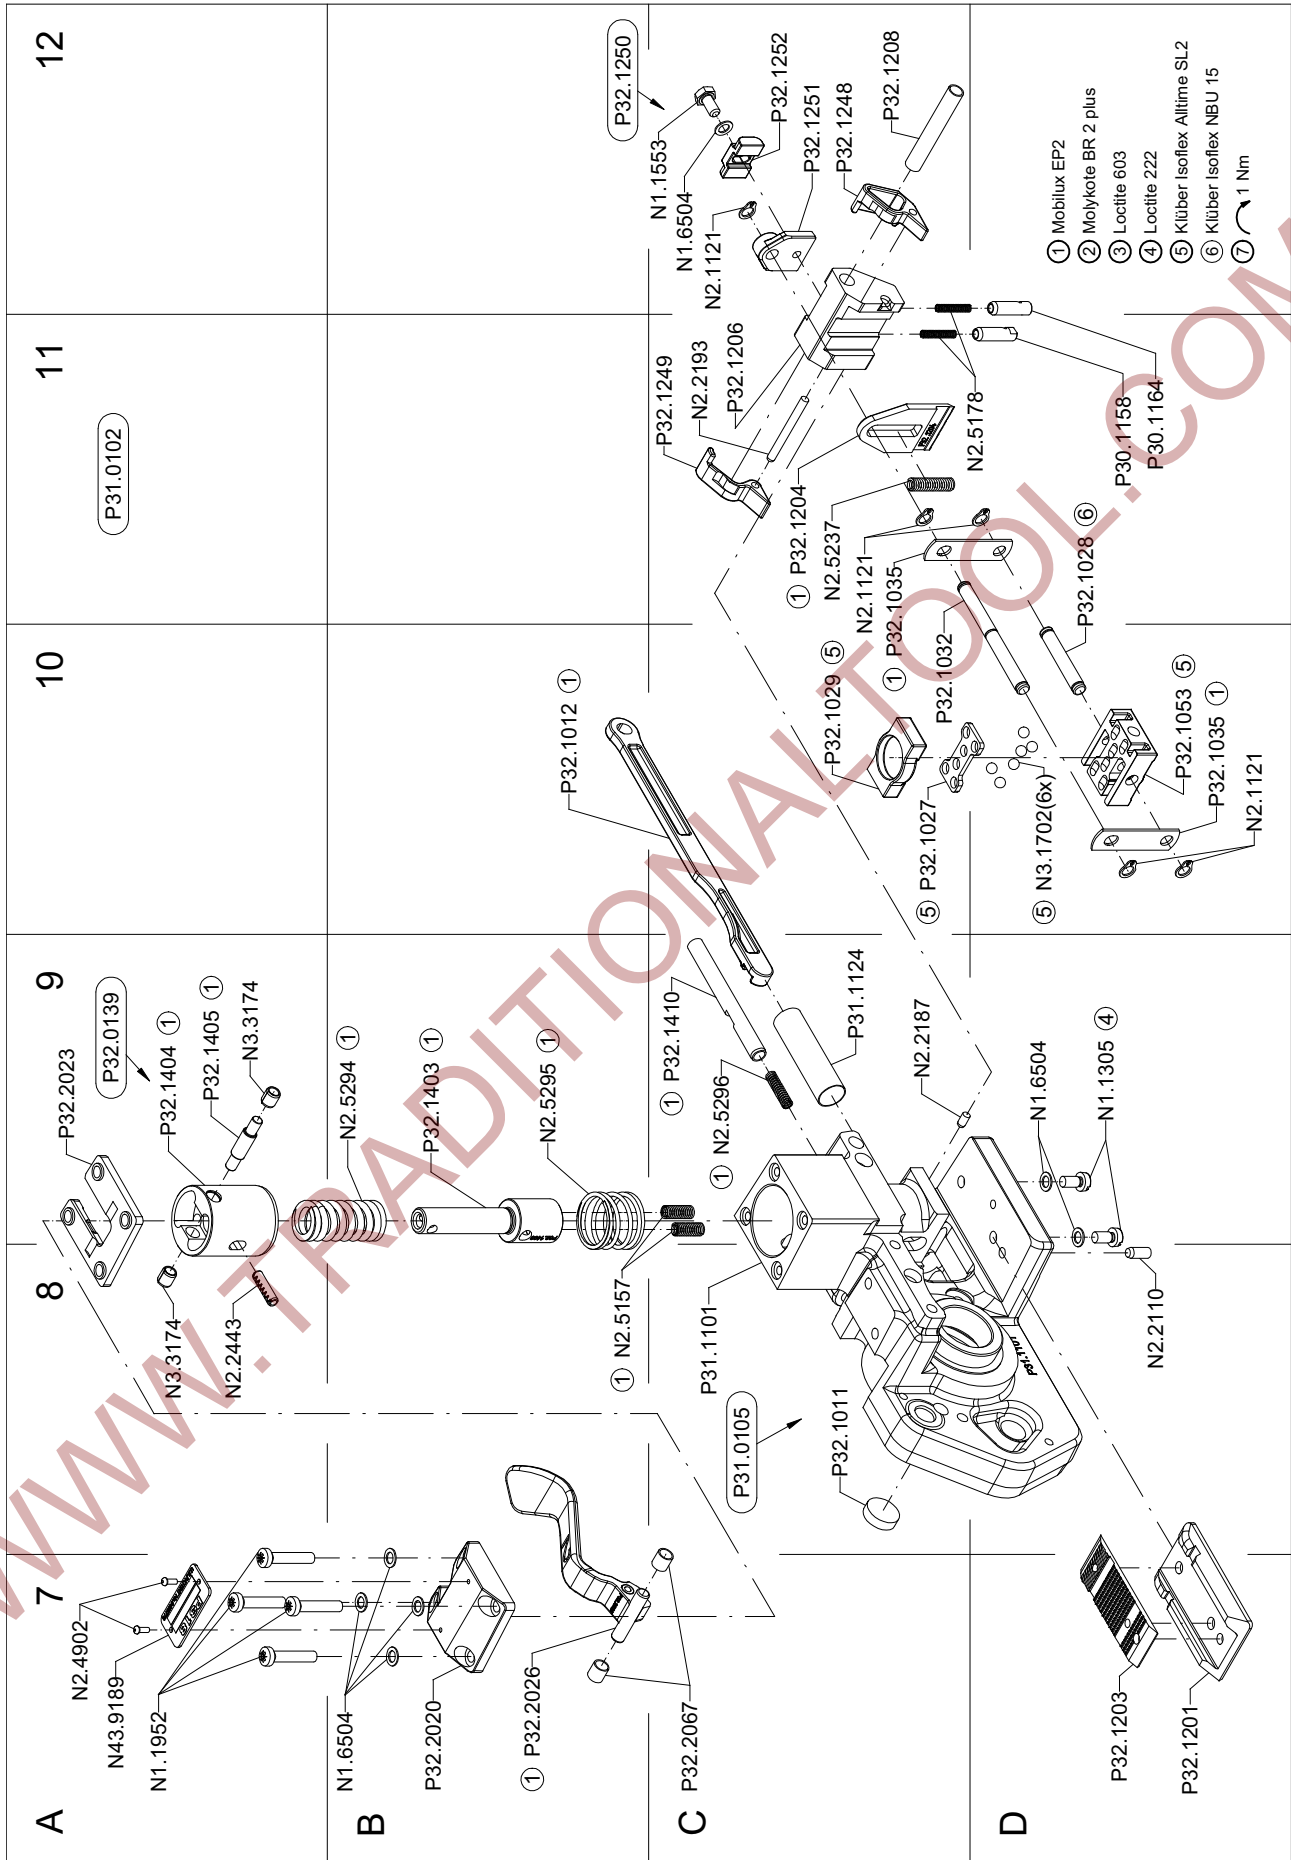 A
B
C
D
7
8
9
10
11
12
N2.4902
N43.9189
N1.1952
N1.6504
P32.2020
① P32.2026
P32.2067
P32.2023
P32.0139
P32.1404 ①
P32.1405 ①
N3.3174
N3.3174
N2.2443
N2.5294 ①
P32.1403 ①
N2.5295 ①
① N2.5157
P31.0102
P32.1012 ①
① P32.1410
① N2.5296
P31.1124
P31.1101
P31.1101
P31.0105
P32.1011
N2.2187
N1.6504
N1.1305 ④
N2.2110
P32.1203
P32.1201
P32.1249
N2.2193
P32.1206
① P32.1204
N2.5237
N2.1121
① P32.1035
P32.1032
P32.1029 ⑤
⑤ P32.1027
⑤ N3.1702(6x)
P32.1028 ⑥
P32.1053 ⑤
P32.1035 ①
N2.1121
N2.5178
P30.1158
P30.1164
P32.1250
N1.1553
N1.6504
N2.1121
P32.1252
P32.1251
P32.1248
P32.1208
① Mobilux EP2
② Molykote BR 2 plus
③ Loctite 603
④ Loctite 222
⑤ Klüber Isoflex Alltime SL2
⑥ Klüber Isoflex NBU 15
⑦ 1 Nm
WWW.TRADITIONALTOOL.COM